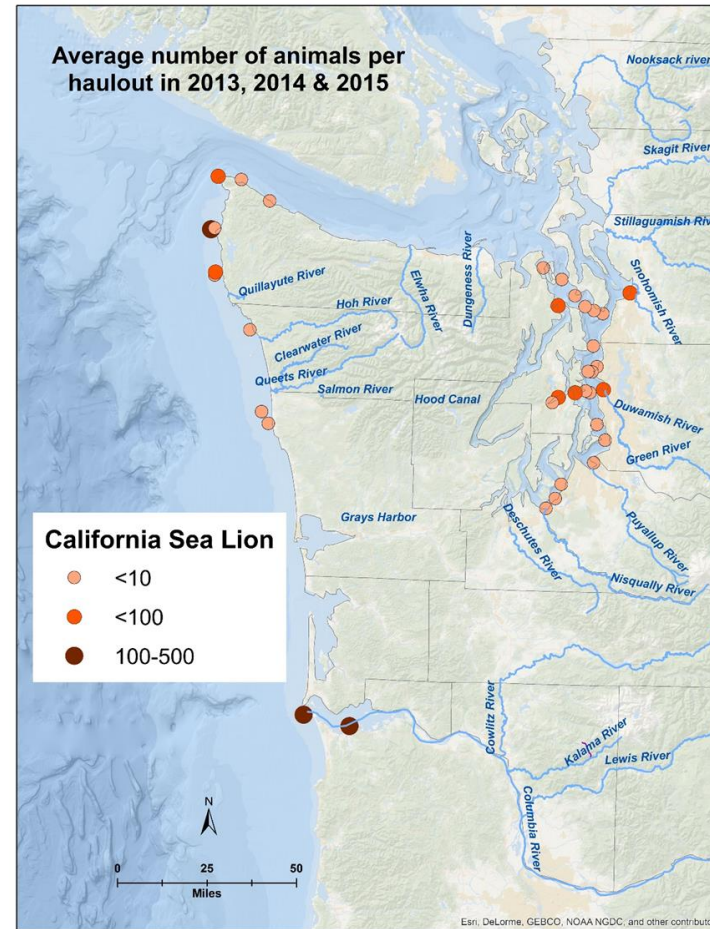 Average number of animals per
haulout in 2013, 2014 & 2015
Nooksack river
Skagit River
Stillaguamish Riv
Snohomish River
Dungeness River
Elwha River
Quillayute River
Hoh River
Clearwater River
Queets River
Salmon River
Hood Canal
Duwamish River
Green River
Grays Harbor
Deschutes River
Puyallup River
Nisqually River
California Sea Lion
<10
<100
100-500
Cowlitz River
Kalama River
Lewis River
Columbia River
N
0 25 50
Miles
Esri, DeLorme, GEBCO, NOAA NGDC, and other contributo